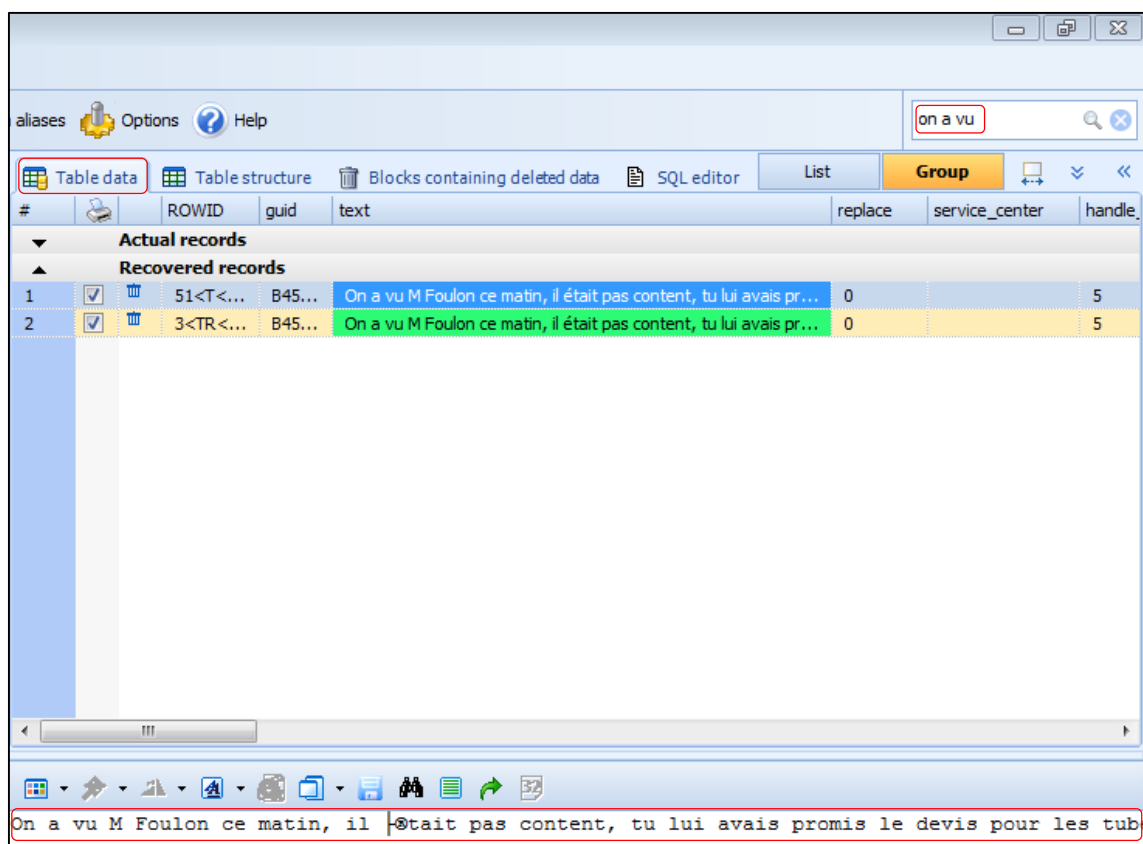 aliases Options Help on a vu
Table data Table structure Blocks containing deleted data SQL editor List Group
# ROWID guid text replace service_center handle_
Actual records
Recovered records
1 51<T<... B45... On a vu M Foulon ce matin, il était pas content, tu lui avais pr... 0 5
2 3<TR<... B45... On a vu M Foulon ce matin, il était pas content, tu lui avais pr... 0 5
On a vu M Foulon ce matin, il ├®tait pas content, tu lui avais promis le devis pour les tub